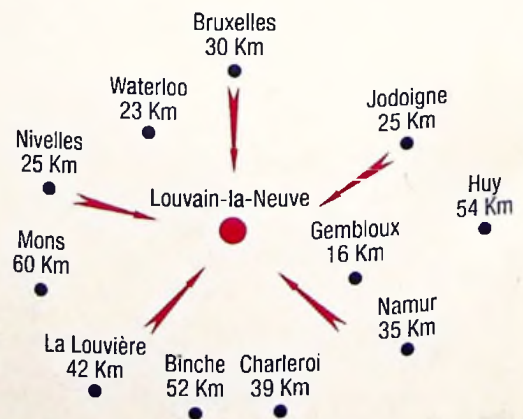 Bruxelles
30 Km
Waterloo
23 Km
Jodoigne
25 Km
Nivelles
25 Km
Louvain-la-Neuve
Huy
54 Km
Gembloux
16 Km
Mons
60 Km
Namur
35 Km
La Louvière
42 Km
Binche
52 Km
Charleroi
39 Km